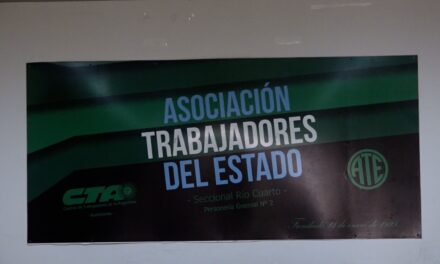 ASOCIACIÓN
TRABAJADORES
DEL ESTADO
- Seccional Río Cuarto -
Personería Gremial Nº 2
CTA
ATE